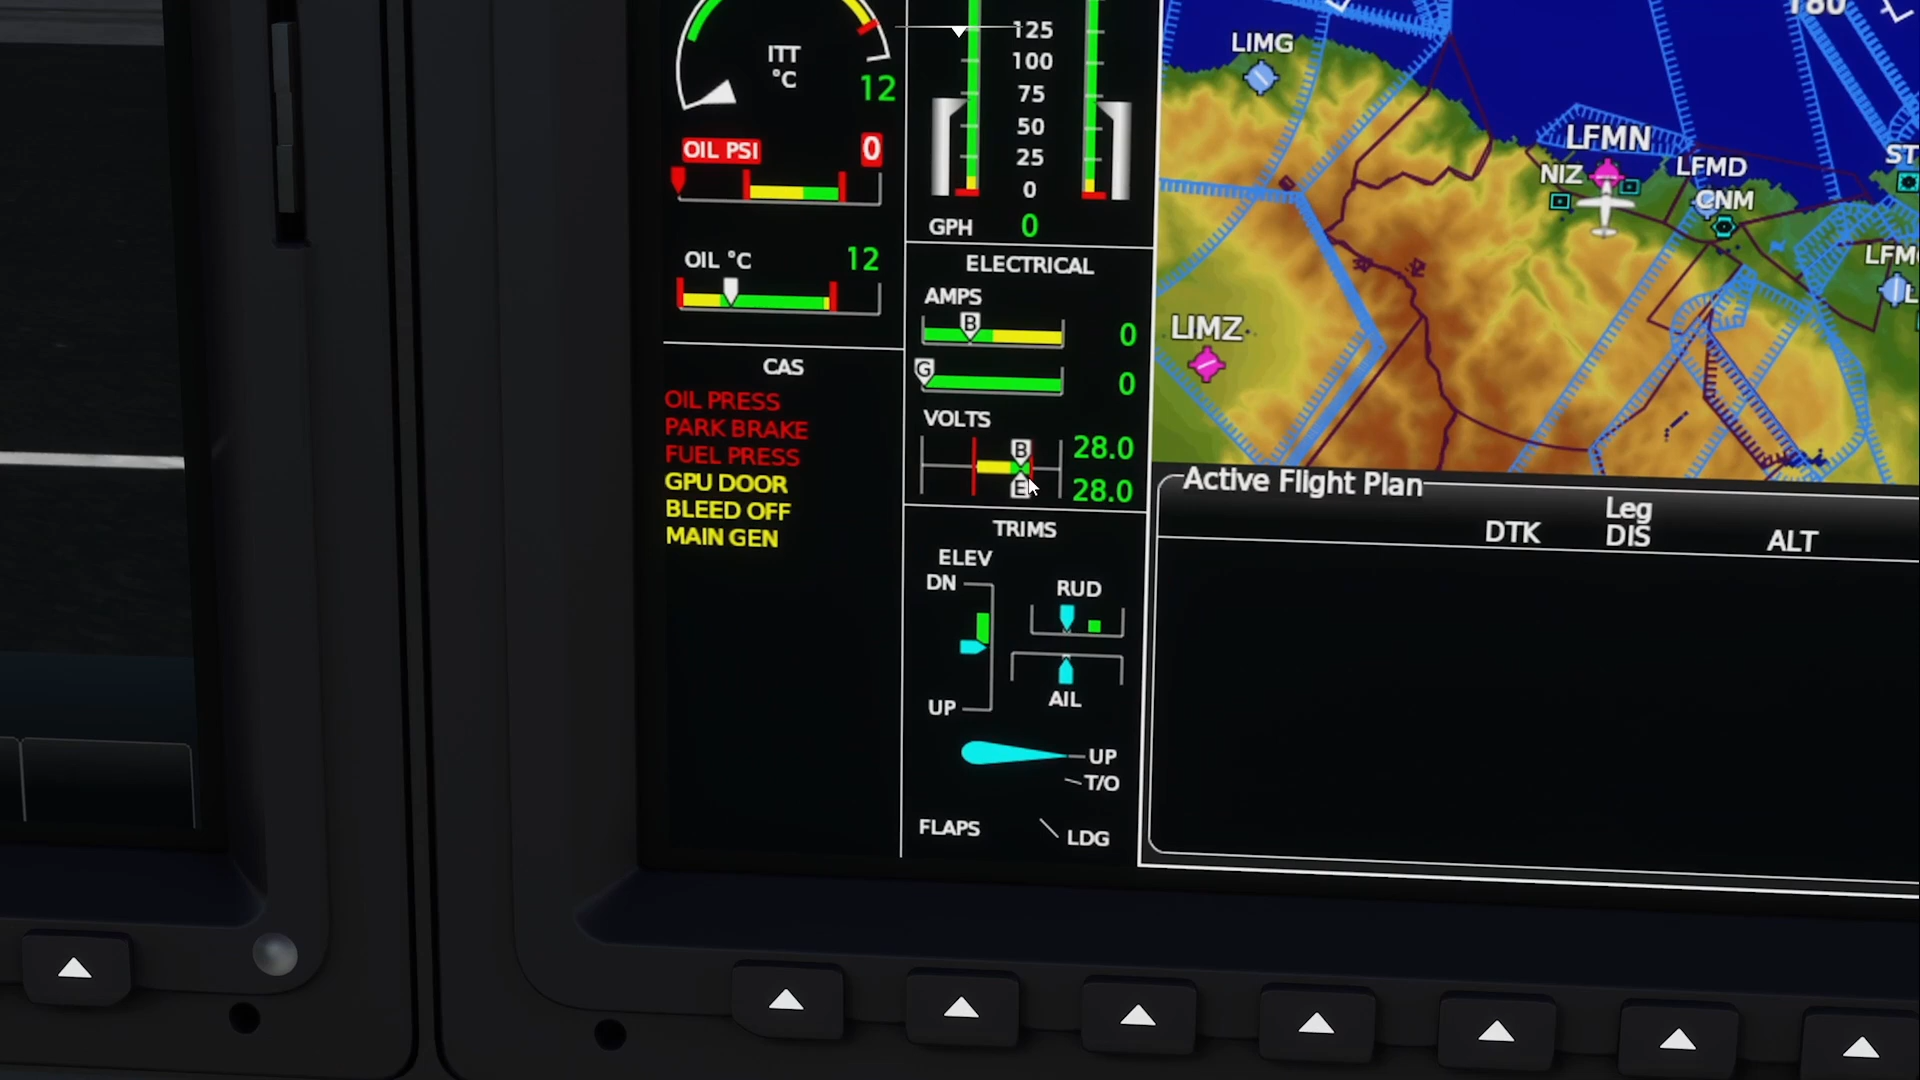 ITT
°C
12
OIL PSI
0
OIL °C
12
125
100
75
50
25
0
GPH 0
ELECTRICAL
AMPS
B
0
G
0
VOLTS
B
28.0
E
28.0
CAS
OIL PRESS
PARK BRAKE
FUEL PRESS
GPU DOOR
BLEED OFF
MAIN GEN
TRIMS
ELEV
DN
UP
RUD
AIL
UP
T/O
FLAPS
LDG
180
LIMG
LFMN
NIZ
LFMD
CNM
ST
LFM
LIMZ
L
Active Flight Plan
DTK
Leg
DIS
ALT